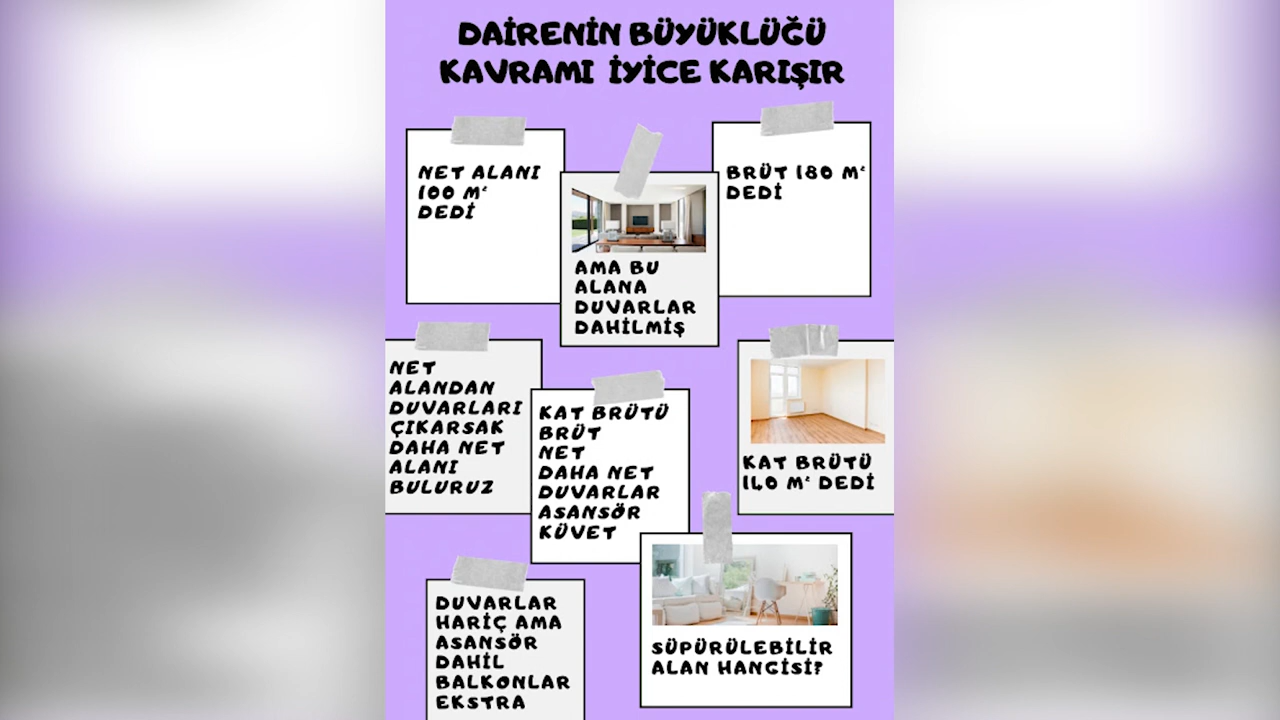 DAİRENİN BÜYÜKLÜĞÜ
KAVRAMI İYİCE KARIŞIR
NET ALANI
100 M²
DEDİ
AMA BU
ALANA
DUVARLAR
DAHİLMİŞ
BRÜT 180 M²
DEDİ
NET
ALANDAN
DUVARLARI
ÇIKARSAK
DAHA NET
ALANI
BULURUZ
KAT BRÜTÜ
BRÜT
NET
DAHA NET
DUVARLAR
ASANSÖR
KÜVET
KAT BRÜTÜ
140 M² DEDİ
DUVARLAR
HARİÇ AMA
ASANSÖR
DAHİL
BALKONLAR
EKSTRA
SÜPÜRÜLEBİLİR
ALAN HANGİSİ?